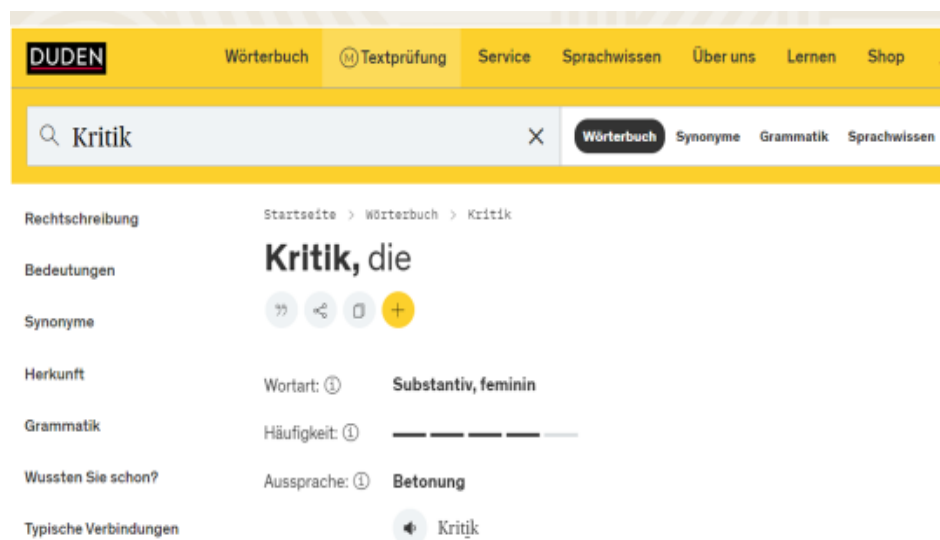 DUDEN Wörterbuch Textprüfung Service Sprachwissen Über uns Lernen Shop
Kritik Wörterbuch Synonyme Grammatik Sprachwissen
Rechtschreibung
Bedeutungen
Synonyme
Herkunft
Grammatik
Wussten Sie schon?
Typische Verbindungen
Startseite > Wörterbuch > Kritik
Kritik, die
Wortart: Substantiv, feminin
Häufigkeit:
Aussprache: Betonung
Kritik